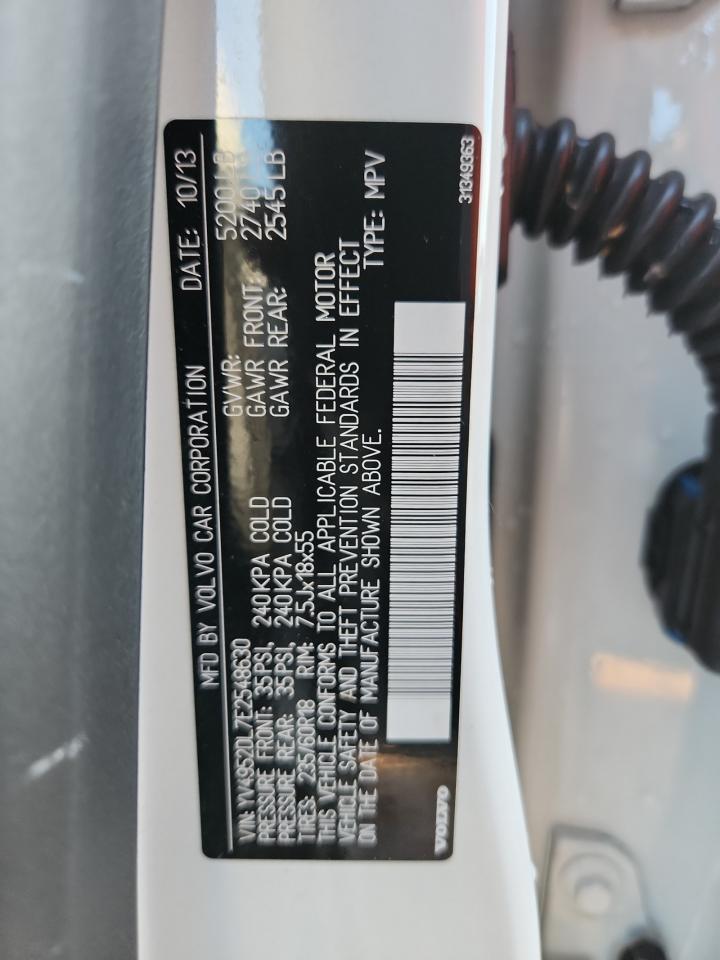 MFD BY VOLVO CAR CORPORATION DATE: 10/13
VIN: YV4952DL7E2548630 GVWR: 5200 LB
PRESSURE FRONT: 35PSI, 240KPA COLD GAWR FRONT: 2740
PRESSURE REAR: 35PSI, 240KPA COLD GAWR REAR: 2545 LB
TIRES: 235/60R18 RIM: 7.5Jx18x55
THIS VEHICLE CONFORMS TO ALL APPLICABLE FEDERAL MOTOR
VEHICLE SAFETY AND THEFT PREVENTION STANDARDS IN EFFECT
ON THE DATE OF MANUFACTURE SHOWN ABOVE. TYPE: MPV
VOLVO 31349363